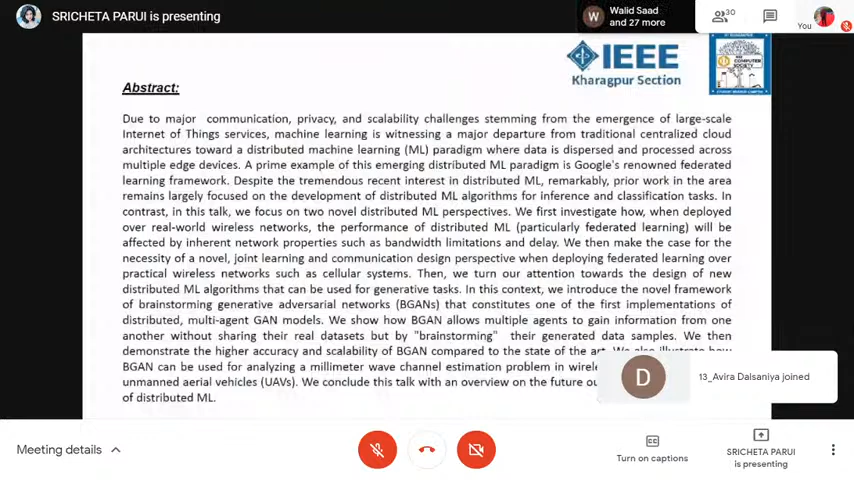 SRICHETA PARUI is presenting
Walid Saad
and 27 more
30
You
IEEE
Kharagpur Section
Abstract:
Due to major communication, privacy, and scalability challenges stemming from the emergence of large-scale
Internet of Things services, machine learning is witnessing a major departure from traditional centralized cloud
architectures toward a distributed machine learning (ML) paradigm where data is dispersed and processed across
multiple edge devices. A prime example of this emerging distributed ML paradigm is Google's renowned federated
learning framework. Despite the tremendous recent interest in distributed ML, remarkably, prior work in the area
remains largely focused on the development of distributed ML algorithms for inference and classification tasks. In
contrast, in this talk, we focus on two novel distributed ML perspectives. We first investigate how, when deployed
over real-world wireless networks, the performance of distributed ML (particularly federated learning) will be
affected by inherent network properties such as bandwidth limitations and delay. We then make the case for the
necessity of a novel, joint learning and communication design perspective when deploying federated learning over
practical wireless networks such as cellular systems. Then, we turn our attention towards the design of new
distributed ML algorithms that can be used for generative tasks. In this context, we introduce the novel framework
of brainstorming generative adversarial networks (BGANs) that constitutes one of the first implementations of
distributed, multi-agent GAN models. We show how BGAN allows multiple agents to gain information from one
another without sharing their real datasets but by "brainstorming" their generated data samples. We then
demonstrate the higher accuracy and scalability of BGAN compared to the state of the art. We also illustrate how
BGAN can be used for analyzing a millimeter wave channel estimation problem in
unmanned aerial vehicles (UAVs). We conclude this talk with an overview on the future
of distributed ML.
W
D
13_Avira Dalsaniya joined
Meeting details
CC
Turn on captions
SRICHETA PARUI
is presenting